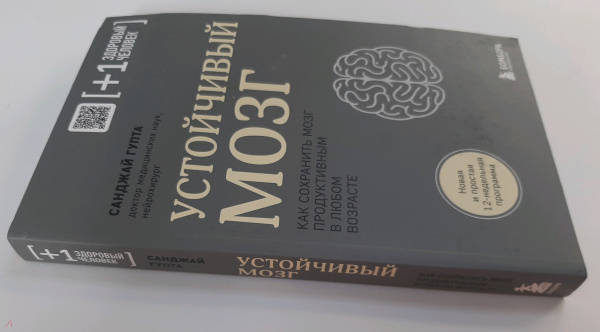 [+1 ЗДОРОВЫЙ
ЧЕЛОВЕК]
САНДЖАЙ ГУПТА
доктор медицинских наук,
нейрохирург
УСТОЙЧИВЫЙ
МОЗГ
КАК СОХРАНИТЬ МОЗГ
ПРОДУКТИВНЫМ
В ЛЮБОМ
ВОЗРАСТЕ
БОМБОРА
Новая
и простая
12-недельная
программа
[+1 ЗДОРОВЫЙ
ЧЕЛОВЕК]
САНДЖАЙ
ГУПТА
УСТОЙЧИВЫЙ
МОЗГ